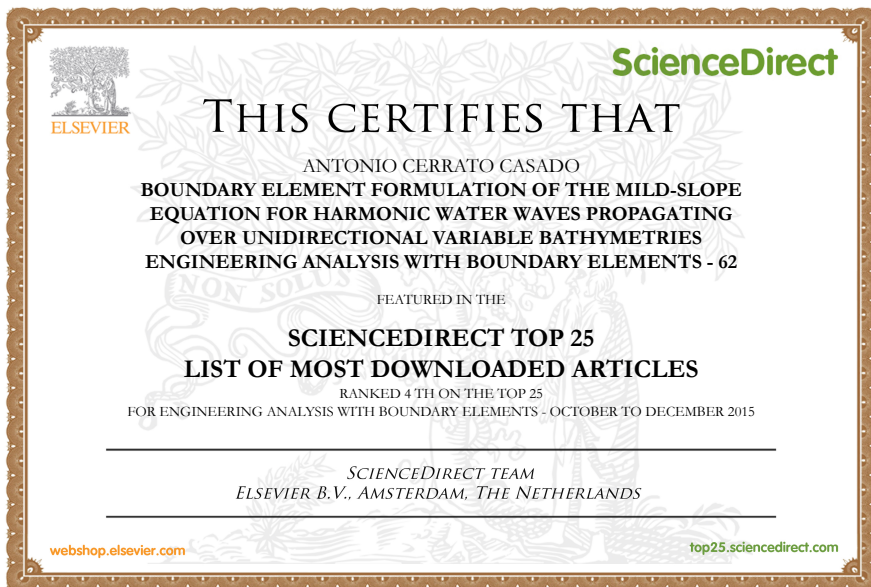 ScienceDirect
ELSEVIER
THIS CERTIFIES THAT
ANTONIO CERRATO CASADO
BOUNDARY ELEMENT FORMULATION OF THE MILD-SLOPE
EQUATION FOR HARMONIC WATER WAVES PROPAGATING
OVER UNIDIRECTIONAL VARIABLE BATHYMETRIES
ENGINEERING ANALYSIS WITH BOUNDARY ELEMENTS - 62
NON SOLUS
FEATURED IN THE
SCIENCEDIRECT TOP 25
LIST OF MOST DOWNLOADED ARTICLES
RANKED 4 TH ON THE TOP 25
FOR ENGINEERING ANALYSIS WITH BOUNDARY ELEMENTS - OCTOBER TO DECEMBER 2015
SCIENCEDIRECT TEAM
ELSEVIER B.V., AMSTERDAM, THE NETHERLANDS
webshop.elsevier.com
top25.sciencedirect.com